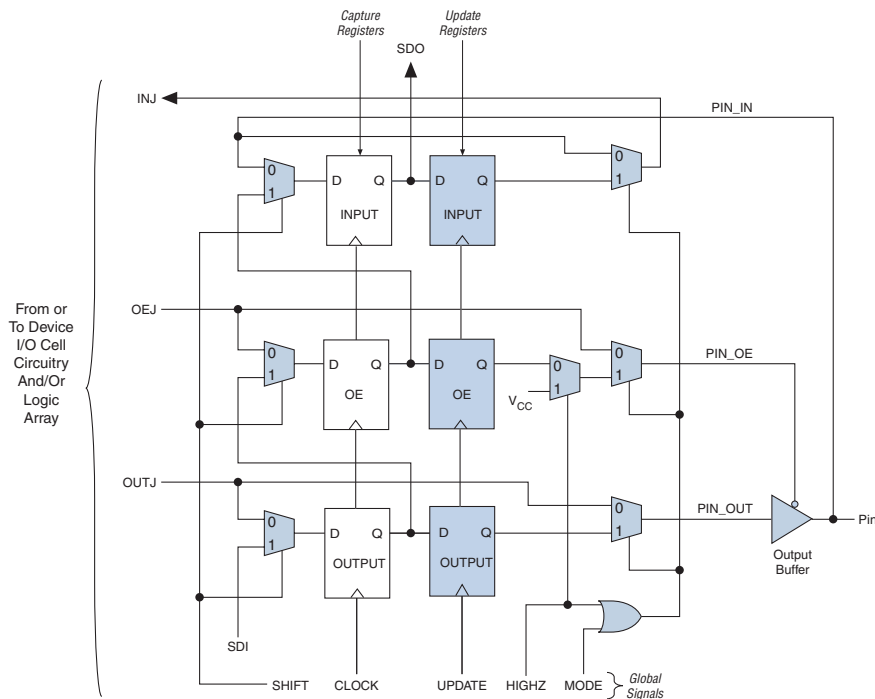 Capture
Registers
Update
Registers
SDO
INJ
PIN_IN
0
1
D Q
INPUT
D Q
INPUT
0
1
From or
To Device
I/O Cell
Circuitry
And/Or
Logic
Array
OEJ
0
1
D Q
OE
D Q
OE
0
1
VCC
0
1
PIN_OE
OUTJ
0
1
D Q
OUTPUT
D Q
OUTPUT
0
1
PIN_OUT
Pin
Output
Buffer
SDI
SHIFT
CLOCK
UPDATE
HIGHZ
MODE
Global
Signals